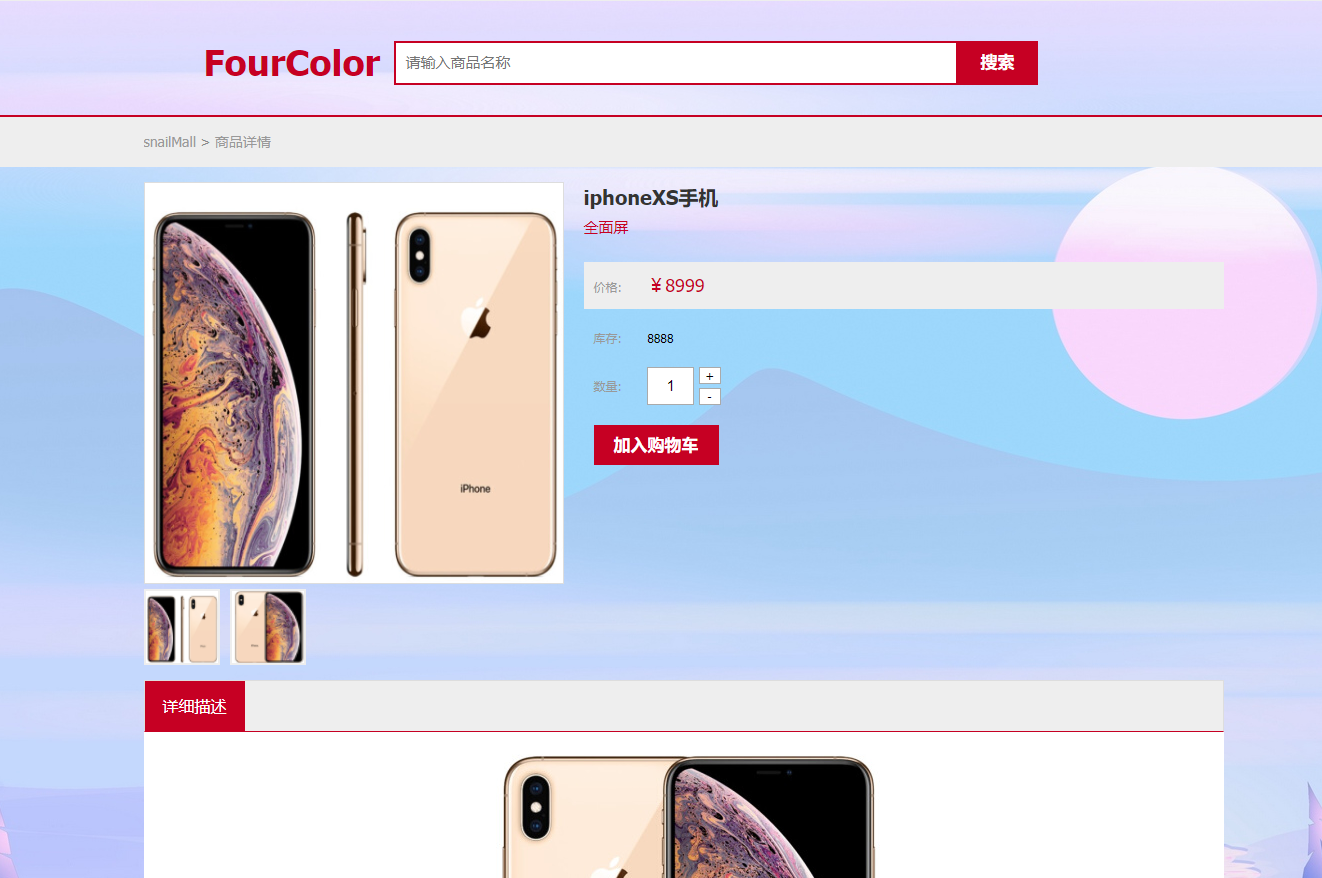 FourColor
请输入商品名称
搜索
snailMall > 商品详情
iphoneXS手机
全面屏
价格: ￥8999
库存: 8888
数量: 1 + -
加入购物车
iPhone
详细描述